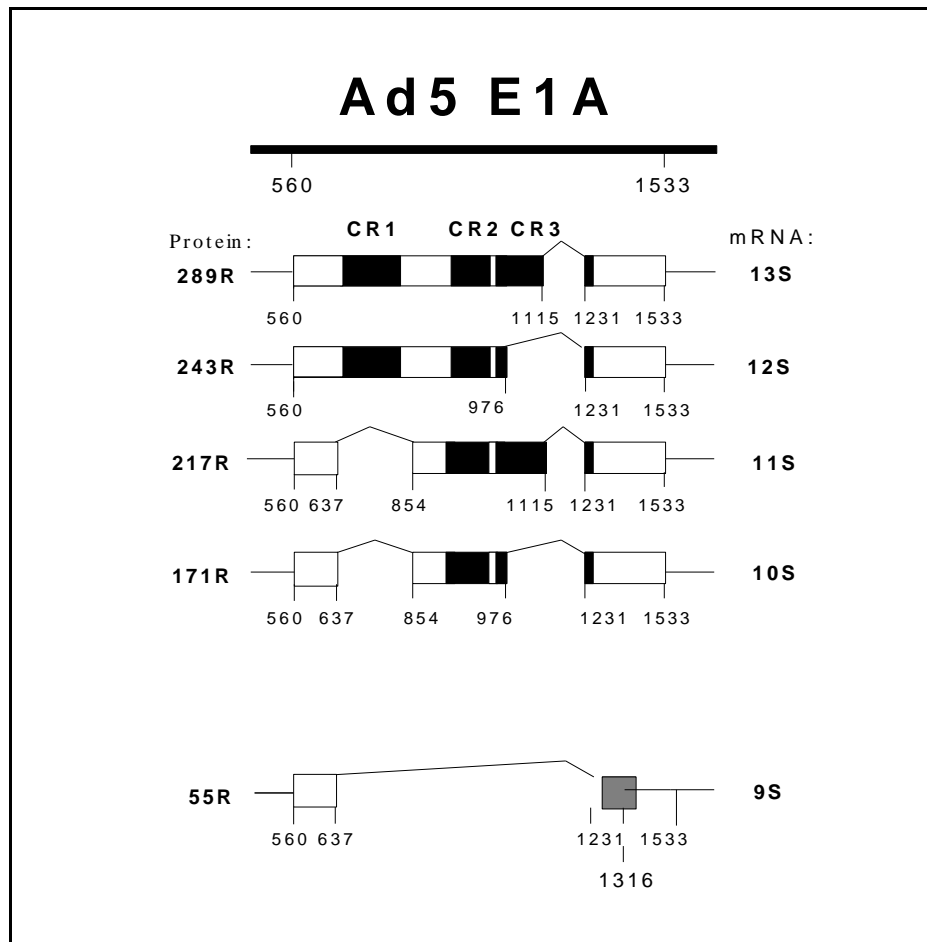 Ad5 E1A
560 1533
CR1 CR2 CR3
Protein: mRNA:
289R 13S
560 1115 1231 1533
243R 12S
560 976 1231 1533
217R 11S
560 637 854 1115 1231 1533
171R 10S
560 637 854 976 1231 1533
55R 9S
560 637 1231 1533
1316